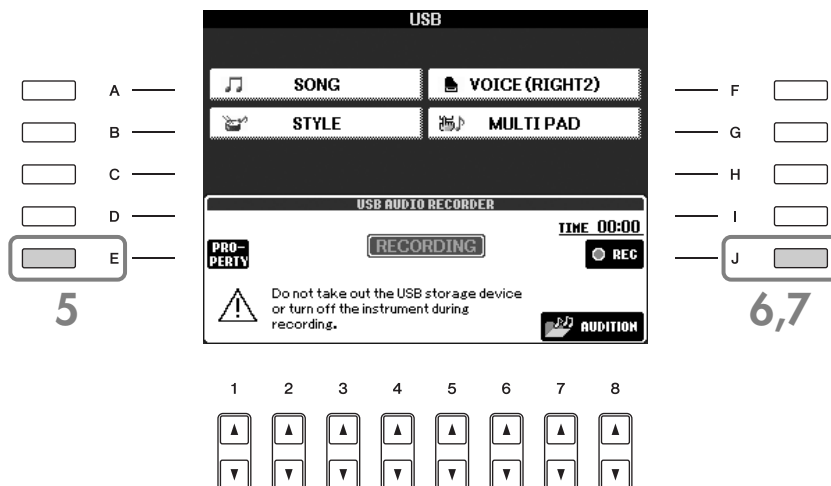 USB
A SONG VOICE (RIGHT2) F
B STYLE MULTI PAD G
C H
D USB AUDIO RECORDER I
TIME 00:00
E PRO-PERTY RECORDING REC J
5 6,7
Do not take out the USB storage device
or turn off the instrument during
recording.
AUDITION
1 2 3 4 5 6 7 8